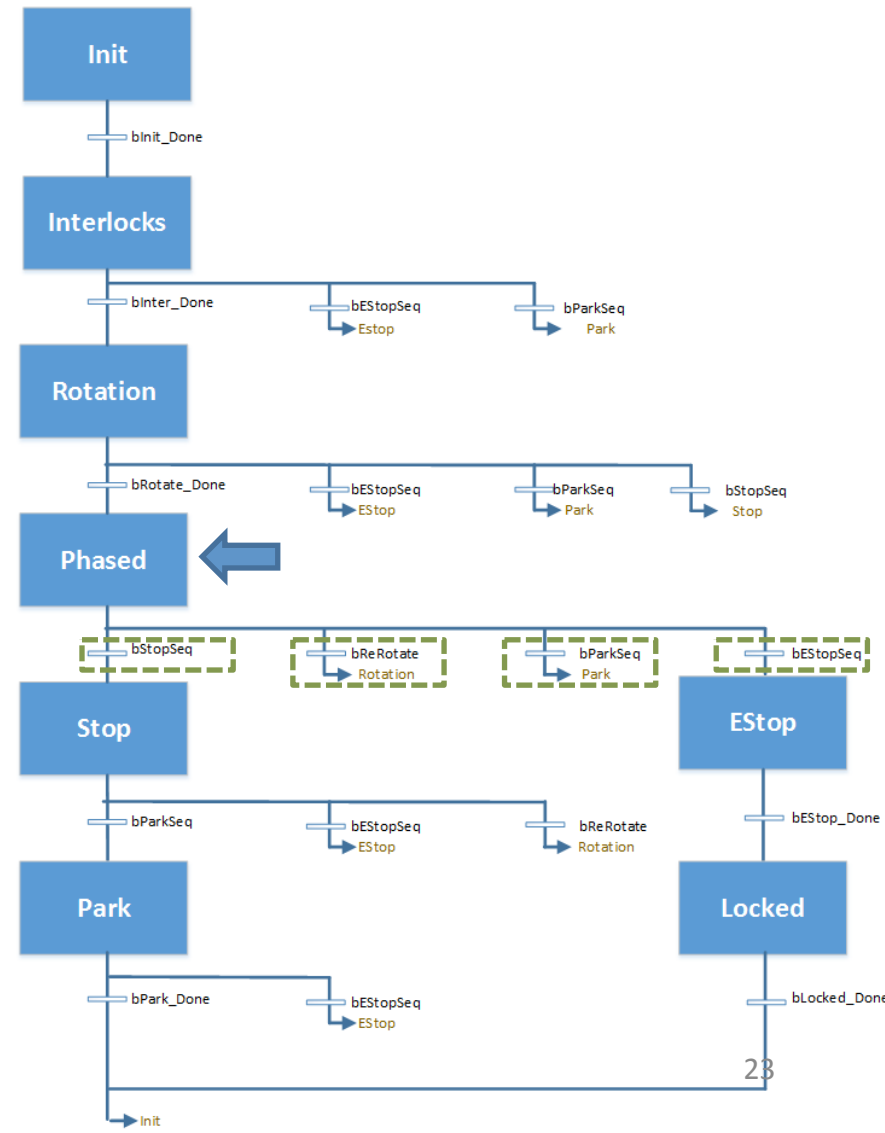 Init
bInit_Done
Interlocks
bInter_Done
bEStopSeq
Estop
bParkSeq
Park
Rotation
bRotate_Done
bEStopSeq
EStop
bParkSeq
Park
bStopSeq
Stop
Phased
bStopSeq
bReRotate
Rotation
bParkSeq
Park
bEStopSeq
Stop
EStop
bParkSeq
bEStopSeq
EStop
bReRotate
Rotation
bEStop_Done
Park
Locked
bPark_Done
bEStopSeq
EStop
bLocked_Done
23
Init